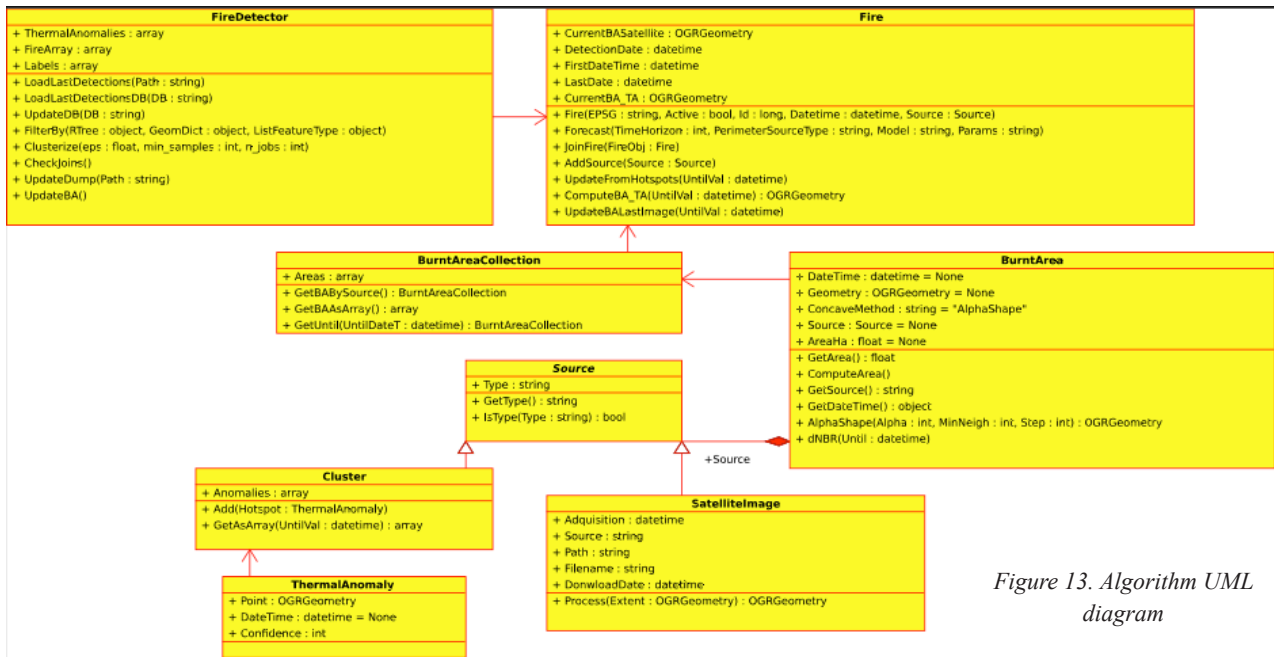 FireDetector
+ ThermalAnomalies : array
+ FireArray : array
+ Labels : array
+ LoadLastDetections(Path : string)
+ LoadLastDetectionsDB(DB : string)
+ UpdateDB(DB : string)
+ FilterBy(RTree : object, GeomDict : object, ListFeatureType : object)
+ Clusterize(eps : float, min_samples : int, n_jobs : int)
+ CheckJoins()
+ UpdateDump(Path : string)
+ UpdateBA()
Fire
+ CurrentBASatellite : OGRGeometry
+ DetectionDate : datetime
+ FirstDateTime : datetime
+ LastDate : datetime
+ CurrentBA_TA : OGRGeometry
+ Fire(EPSG : string, Active : bool, Id : long, Datetime : datetime, Source : Source)
+ Forecast(TimeHorizon : int, PerimeterSourceType : string, Model : string, Params : string)
+ JoinFire(FireObj : Fire)
+ AddSource(Source : Source)
+ UpdateFromHotspots(UntilVal : datetime)
+ ComputeBA_TA(UntilVal : datetime) : OGRGeometry
+ UpdateBALastImage(UntilVal : datetime)
BurntAreaCollection
+ Areas : array
+ GetBABySource() : BurntAreaCollection
+ GetBAAsArray() : array
+ GetUntil(UntilDateT : datetime) : BurntAreaCollection
BurntArea
+ DateTime : datetime = None
+ Geometry : OGRGeometry = None
+ ConcaveMethod : string = "AlphaShape"
+ Source : Source = None
+ AreaHa : float = None
+ GetArea() : float
+ ComputeArea()
+ GetSource() : string
+ GetDateTime() : object
+ AlphaShape(Alpha : int, MinNeigh : int, Step : int) : OGRGeometry
+ dNBR(Until : datetime)
Source
+ Type : string
+ GetType() : string
+ IsType(Type : string) : bool
+Source
Cluster
+ Anomalies : array
+ Add(Hotspot : ThermalAnomaly)
+ GetAsArray(UntilVal : datetime) : array
SatelliteImage
+ Adquisition : datetime
+ Source : string
+ Path : string
+ Filename : string
+ DonwloadDate : datetime
+ Process(Extent : OGRGeometry) : OGRGeometry
ThermalAnomaly
+ Point : OGRGeometry
+ DateTime : datetime = None
+ Confidence : int
Figure 13. Algorithm UML
diagram